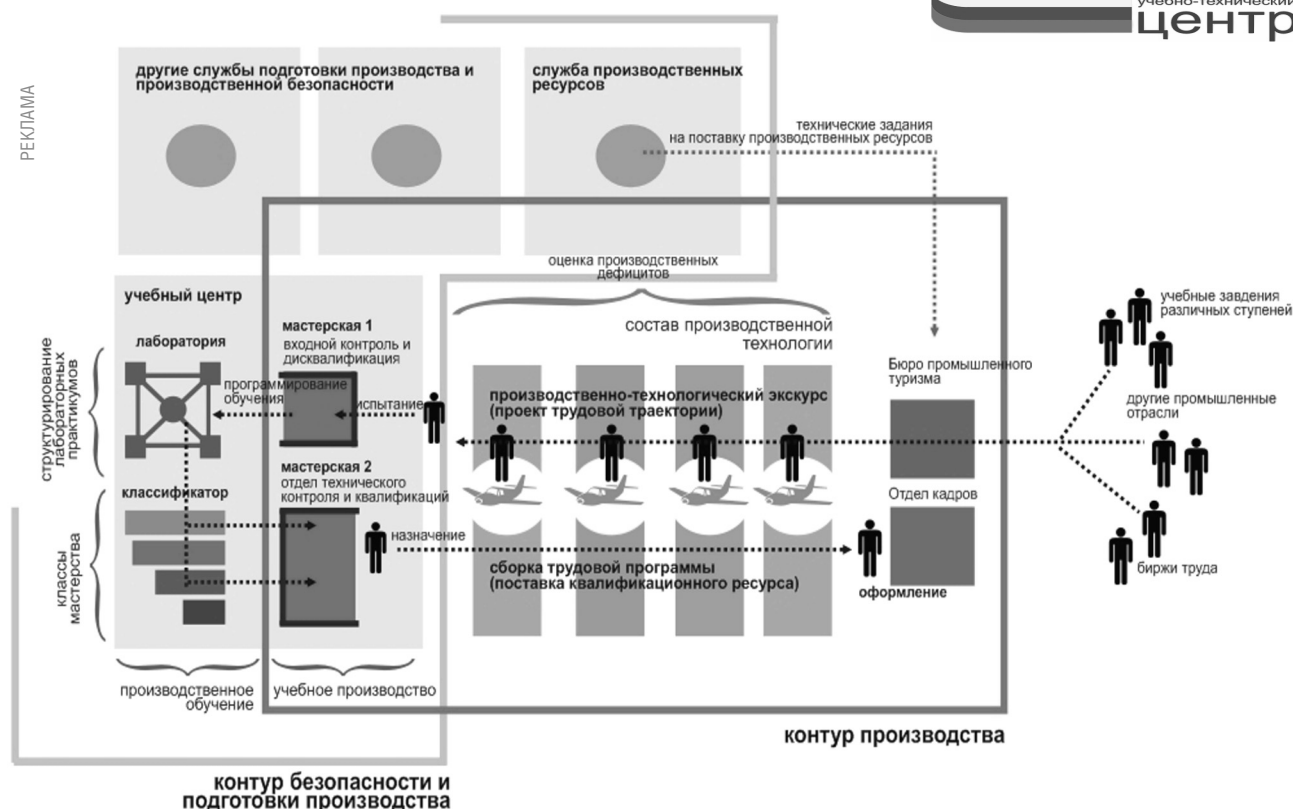 учебно-технический
центр
РЕКЛАМА
другие службы подготовки производства и
производственной безопасности
служба производственных
ресурсов
технические задания
на поставку производственных ресурсов
оценка производственных
дефицитов
учебный центр
лаборатория
мастерская 1
входной контроль и
дисквалификация
программирование
обучения
испытание
состав производственной
технологии
производственно-технологический экскурс
(проект трудовой траектории)
Бюро промышленного
туризма
учебные завдения
различных ступеней
другие промышленные
отрасли
биржи труда
структурирование
лабораторных
практикумов
классификатор
мастерская 2
отдел технического
контроля и квалификаций
назначение
сборка трудовой программы
(поставка квалификационного ресурса)
Отдел кадров
оформление
классы
мастерства
производственное
обучение
учебное производство
контур производства
контур безопасности и
подготовки производства